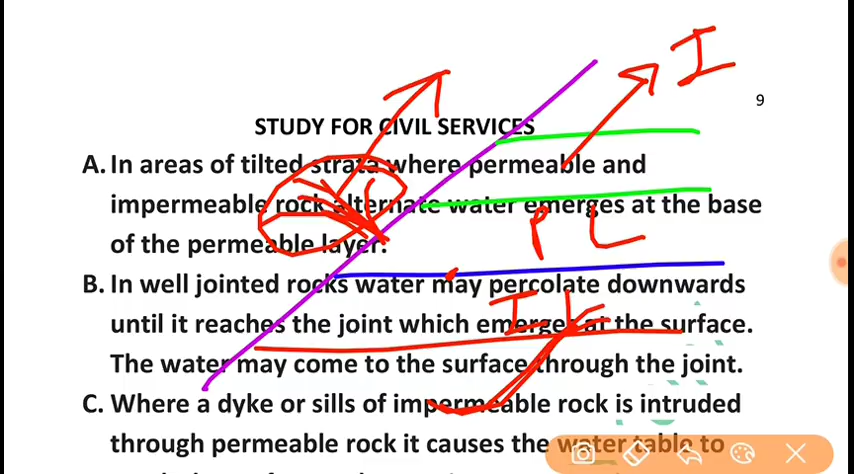 I
9
STUDY FOR CIVIL SERVICES
A. In areas of tilted strata where permeable and
impermeable rock alternate water emerges at the base
of the permeable layer.
P L
B. In well jointed rocks water may percolate downwards
I L
until it reaches the joint which emerges at the surface.
The water may come to the surface through the joint.
C. Where a dyke or sills of impermeable rock is intruded
through permeable rock it causes the water table to